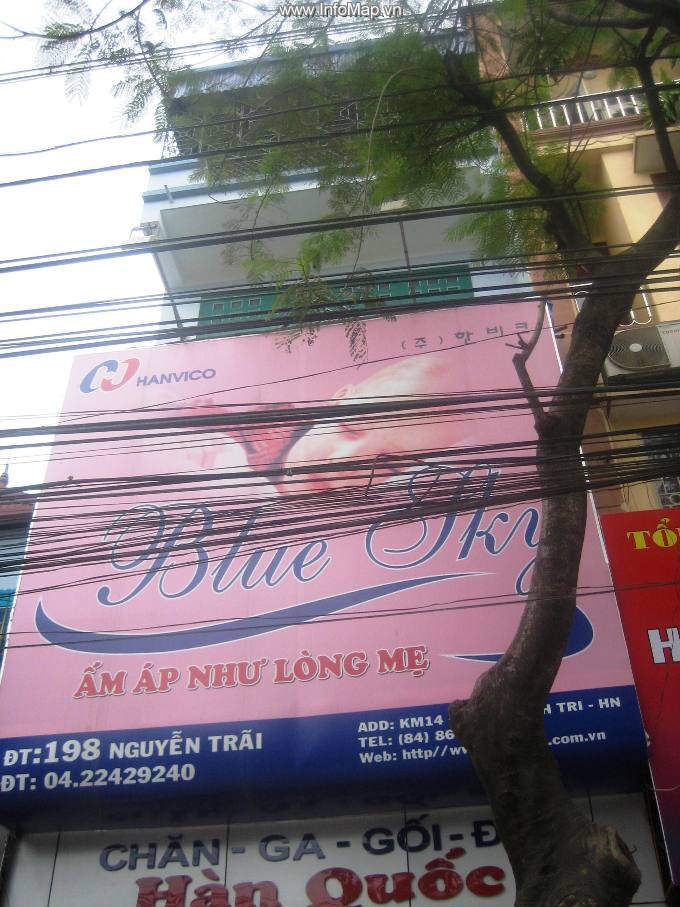 www.InfoMap.vn
(주) 한비코
HANVICO
Blue Sky
ẤM ÁP NHƯ LÒNG MẸ
ĐT:198 NGUYỄN TRÃI
ĐT: 04.22429240
ADD: KM14 TRI - HN
TEL: (84) 86
Web: http//www .com.vn
CHĂN - GA - GỐI - Đ
Hàn Quốc
TỔ
H